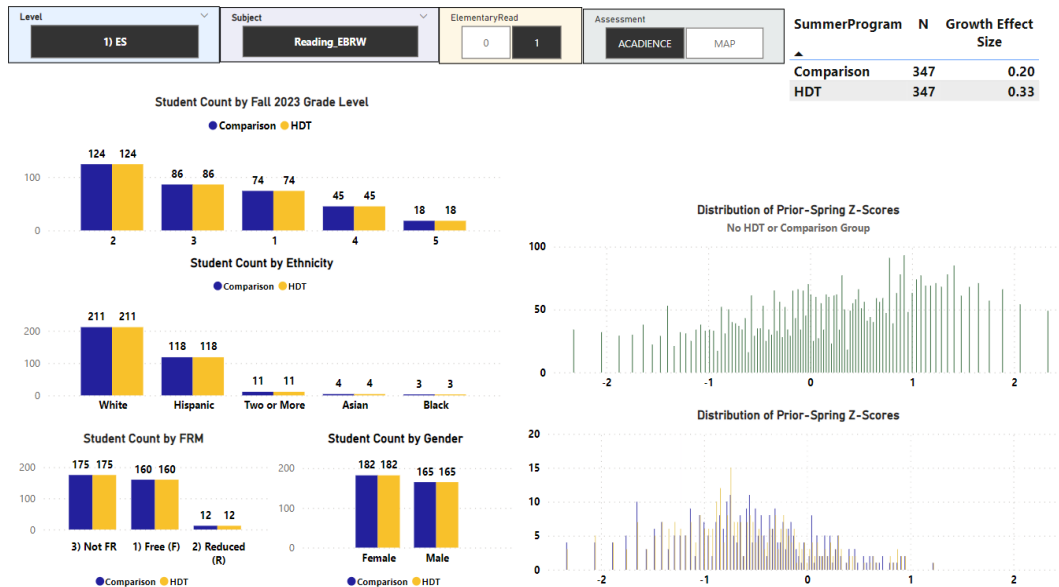 Level
1) ES
Subject
Reading_EBRW
ElementaryRead
0 1
Assessment
ACADIENCE MAP
SummerProgram N Growth Effect
Size
Comparison 347 0.20
HDT 347 0.33
Student Count by Fall 2023 Grade Level
Comparison HDT
124 124 86 86 74 74 45 45 18 18
100
0
2 3 1 4 5
Student Count by Ethnicity
Comparison HDT
211 211 118 118 11 11 4 4 3 3
200
100
0
White Hispanic Two or More Asian Black
Student Count by FRM
175 175 160 160 12 12
200
100
0
3) Not FR 1) Free (F) 2) Reduced
(R)
Comparison HDT
Student Count by Gender
182 182 165 165
200
100
0
Female Male
Comparison HDT
Distribution of Prior-Spring Z-Scores
No HDT or Comparison Group
100
50
0
-2 -1 0 1 2
Distribution of Prior-Spring Z-Scores
20
15
10
5
0
-2 -1 0 1 2